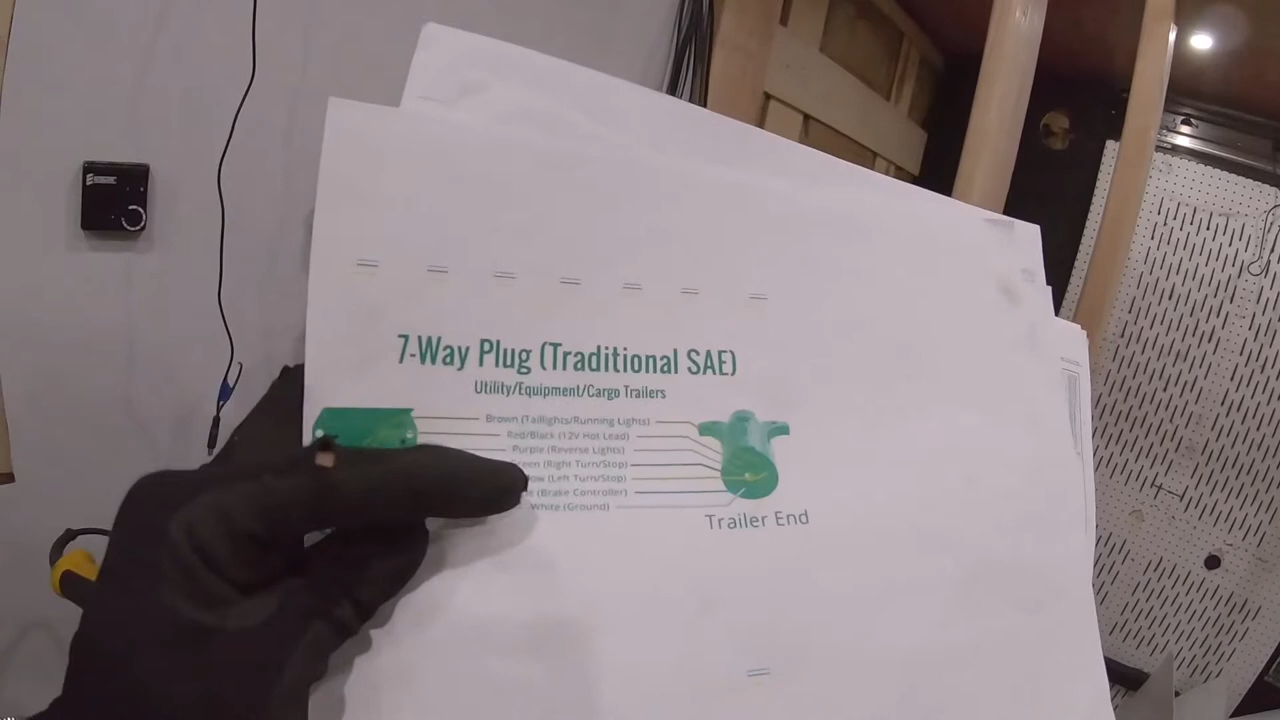 7-Way Plug (Traditional SAE)
Utility/Equipment/Cargo Trailers
Brown (Taillights/Running Lights)
Red/Black (12V Hot Lead)
Purple (Reverse Lights)
Green (Right Turn/Stop)
(Left Turn/Stop)
(Brake Controller)
White (Ground)
Trailer End